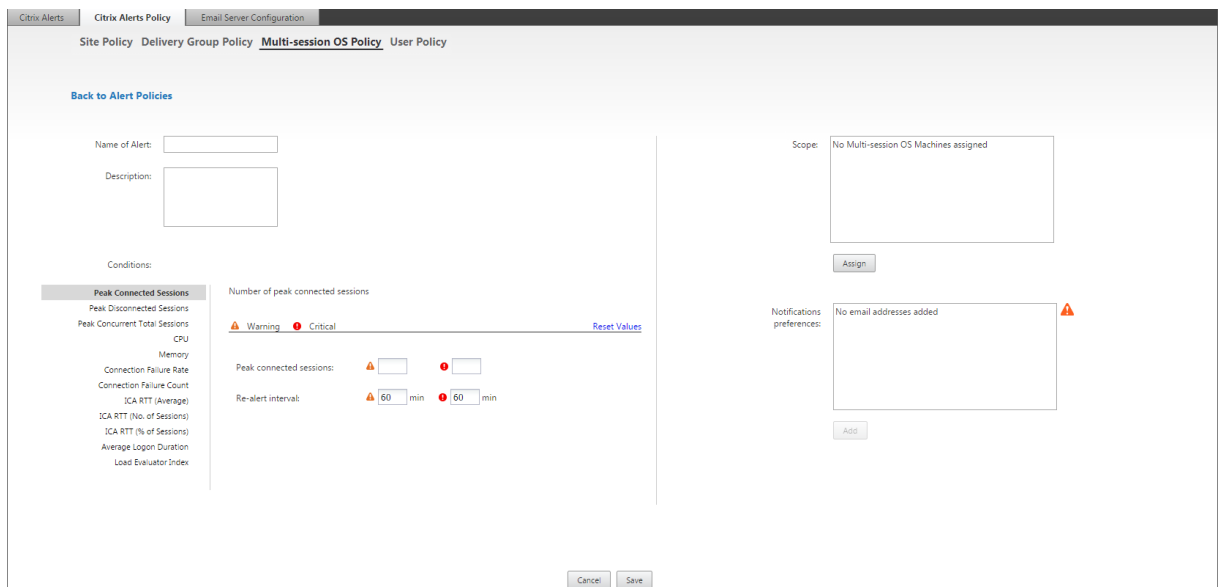 Citrix Alerts Citrix Alerts Policy Email Server Configuration
Site Policy Delivery Group Policy Multi-session OS Policy User Policy
Back to Alert Policies
Name of Alert:
Description:
Conditions:
Peak Connected Sessions
Peak Disconnected Sessions
Peak Concurrent Total Sessions
CPU
Memory
Connection Failure Rate
Connection Failure Count
ICA RTT (Average)
ICA RTT (No. of Sessions)
ICA RTT (% of Sessions)
Average Logon Duration
Load Evaluator Index
Number of peak connected sessions
Warning Critical Reset Values
Peak connected sessions:
Re-alert interval: 60 min 60 min
Scope: No Multi-session OS Machines assigned
Assign
Notifications preferences: No email addresses added
Add
Cancel Save